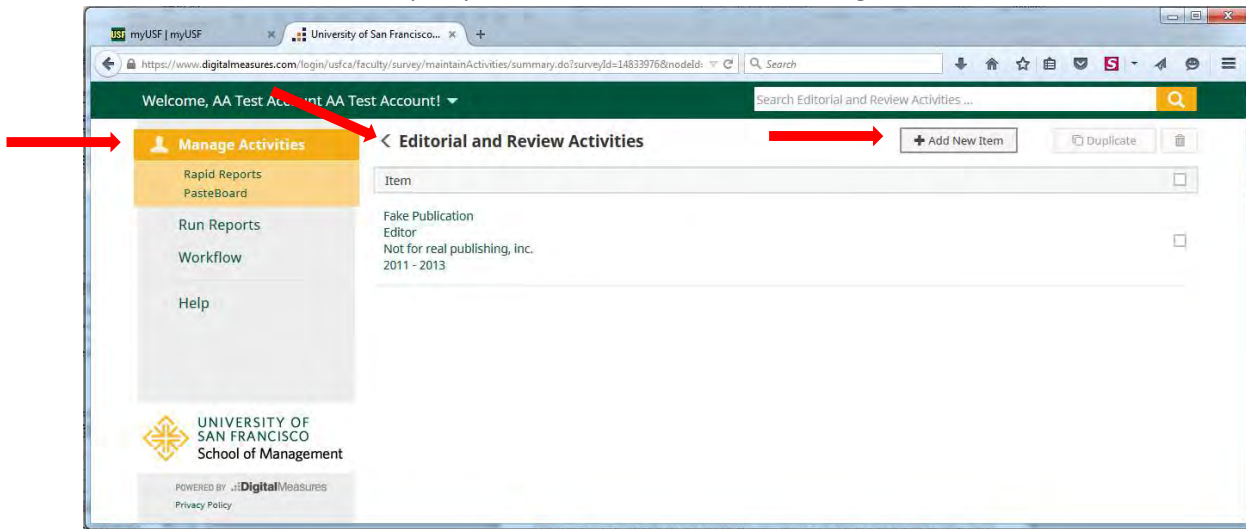 myUSF | myUSF × University of San Francisco... × +
https://www.digitalmeasures.com/login/usfca/faculty/survey/maintainActivities/summary.do?surveyId=14833976&nodeId: Search
Welcome, AA Test Account AA Test Account! Search Editorial and Review Activities ...
Manage Activities
Rapid Reports
PasteBoard
Run Reports
Workflow
Help
< Editorial and Review Activities
+ Add New Item
Duplicate
Item
Fake Publication
Editor
Not for real publishing, inc.
2011 - 2013
UNIVERSITY OF
SAN FRANCISCO
School of Management
POWERED BY DigitalMeasures
Privacy Policy